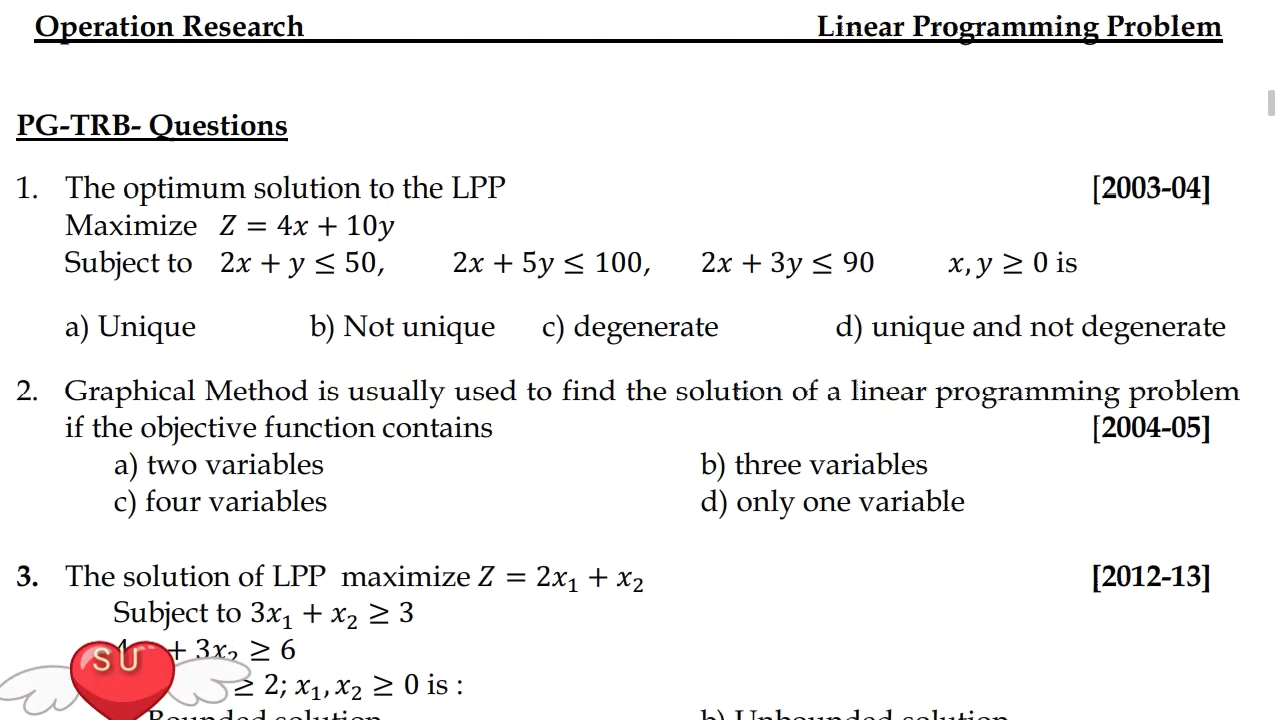 Operation Research Linear Programming Problem
PG-TRB- Questions
1. The optimum solution to the LPP [2003-04]
Maximize Z = 4x + 10y
Subject to 2x + y ≤ 50, 2x + 5y ≤ 100, 2x + 3y ≤ 90 x, y ≥ 0 is
a) Unique b) Not unique c) degenerate d) unique and not degenerate
2. Graphical Method is usually used to find the solution of a linear programming problem
if the objective function contains [2004-05]
a) two variables b) three variables
c) four variables d) only one variable
3. The solution of LPP maximize Z = 2x₁ + x₂ [2012-13]
Subject to 3x₁ + x₂ ≥ 3
+ 3x₂ ≥ 6
≥ 2; x₁, x₂ ≥ 0 is :
Bounded solution b) Unbounded solution
S U